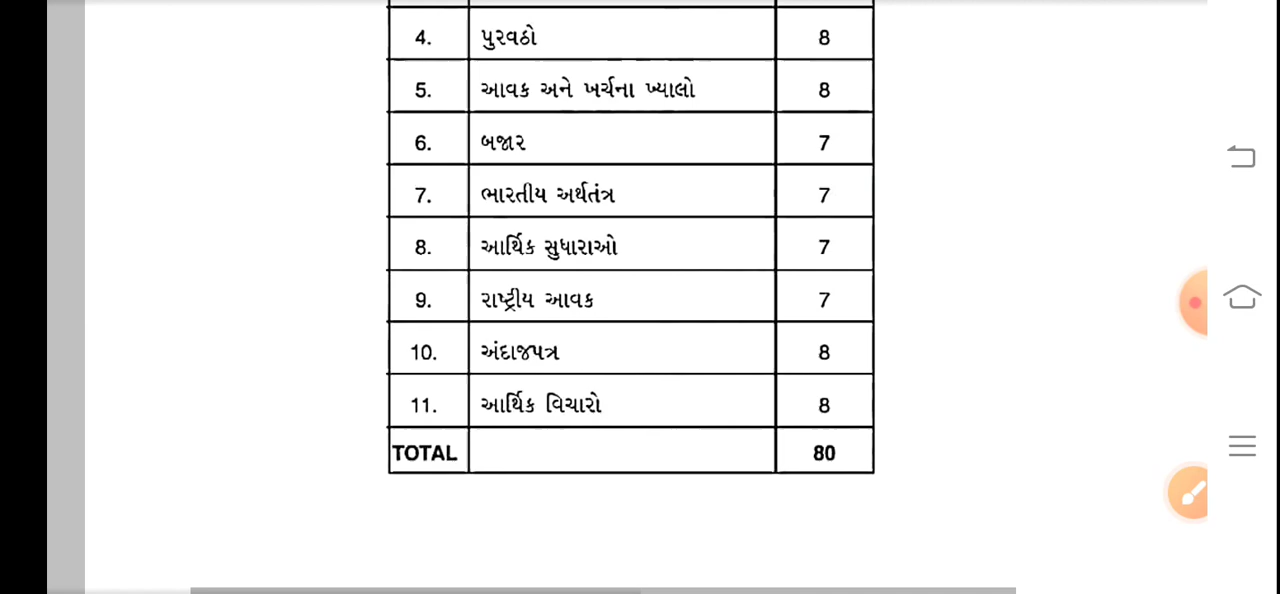 4. પુરવઠો 8
5. આવક અને ખર્ચના ખ્યાલો 8
6. બજાર 7
7. ભારતીય અર્થતંત્ર 7
8. આર્થિક સુધારાઓ 7
9. રાષ્ટ્રીય આવક 7
10. અંદાજપત્ર 8
11. આર્થિક વિચારો 8
TOTAL 80